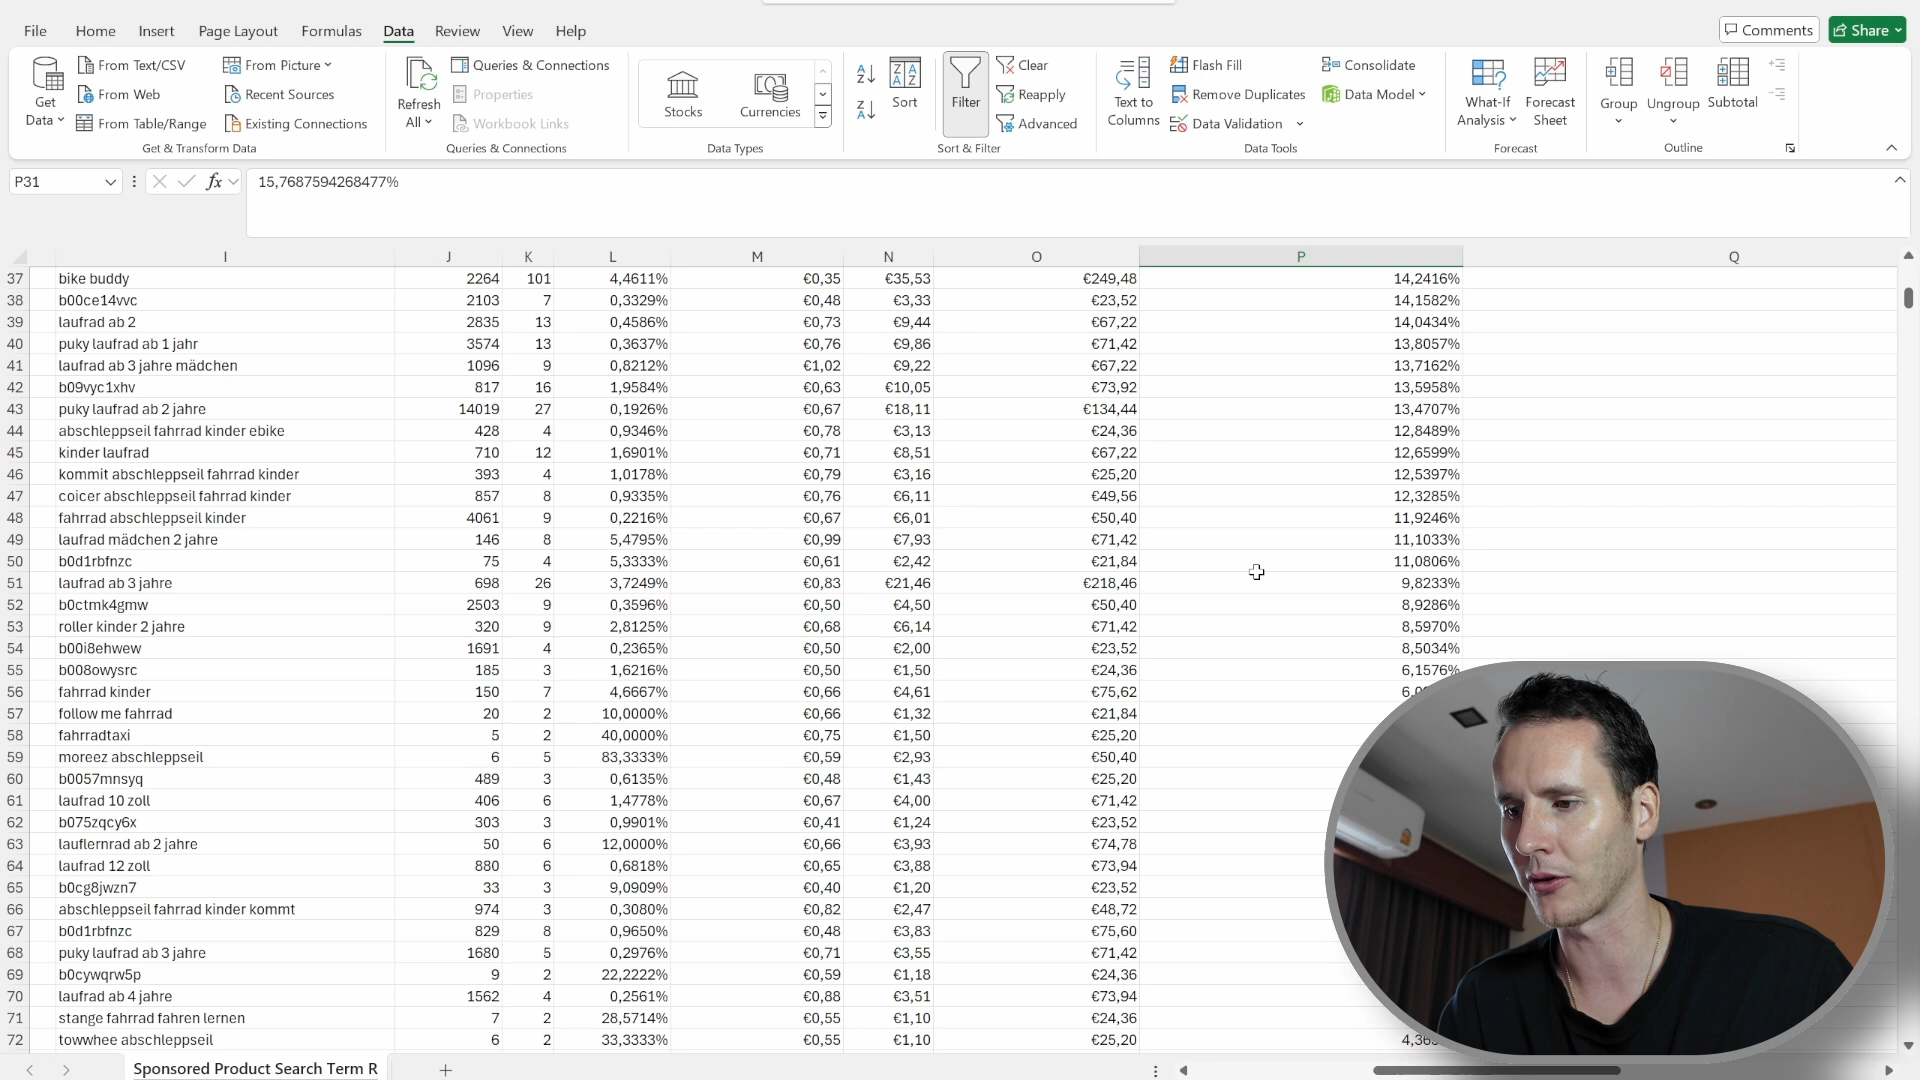 File Home Insert Page Layout Formulas Data Review View Help Comments Share
Get Data From Text/CSV From Web From Table/Range From Picture Recent Sources Existing Connections
Get & Transform Data
Refresh All Queries & Connections Properties Workbook Links
Queries & Connections
Stocks Currencies
Data Types
Sort Filter Clear Reapply Advanced
Sort & Filter
Text to Columns Flash Fill Remove Duplicates Data Validation Consolidate Data Model
Data Tools
What-If Analysis Forecast Sheet
Forecast
Group Ungroup Subtotal
Outline
P31 fx 15,7687594268477%
I J K L M N O P Q
37 bike buddy 2264 101 4,4611% €0,35 €35,53 €249,48 14,2416%
38 b00ce14vvc 2103 7 0,3329% €0,48 €3,33 €23,52 14,1582%
39 laufrad ab 2 2835 13 0,4586% €0,73 €9,44 €67,22 14,0434%
40 puky laufrad ab 1 jahr 3574 13 0,3637% €0,76 €9,86 €71,42 13,8057%
41 laufrad ab 3 jahre mädchen 1096 9 0,8212% €1,02 €9,22 €67,22 13,7162%
42 b09vyc1xhv 817 16 1,9584% €0,63 €10,05 €73,92 13,5958%
43 puky laufrad ab 2 jahre 14019 27 0,1926% €0,67 €18,11 €134,44 13,4707%
44 abschleppseil fahrrad kinder ebike 428 4 0,9346% €0,78 €3,13 €24,36 12,8489%
45 kinder laufrad 710 12 1,6901% €0,71 €8,51 €67,22 12,6599%
46 kommit abschleppseil fahrrad kinder 393 4 1,0178% €0,79 €3,16 €25,20 12,5397%
47 coicer abschleppseil fahrrad kinder 857 8 0,9335% €0,76 €6,11 €49,56 12,3285%
48 fahrrad abschleppseil kinder 4061 9 0,2216% €0,67 €6,01 €50,40 11,9246%
49 laufrad mädchen 2 jahre 146 8 5,4795% €0,99 €7,93 €71,42 11,1033%
50 b0d1rbfnzc 75 4 5,3333% €0,61 €2,42 €21,84 11,0806%
51 laufrad ab 3 jahre 698 26 3,7249% €0,83 €21,46 €218,46 9,8233%
52 b0ctmk4gmw 2503 9 0,3596% €0,50 €4,50 €50,40 8,9286%
53 roller kinder 2 jahre 320 9 2,8125% €0,68 €6,14 €71,42 8,5970%
54 b00i8ehwew 1691 4 0,2365% €0,50 €2,00 €23,52 8,5034%
55 b008owysrc 185 3 1,6216% €0,50 €1,50 €24,36 6,1576%
56 fahrrad kinder 150 7 4,6667% €0,66 €4,61 €75,62
57 follow me fahrrad 20 2 10,0000% €0,66 €1,32 €21,84
58 fahrradtaxi 5 2 40,0000% €0,75 €1,50 €25,20
59 moreez abschleppseil 6 5 83,3333% €0,59 €2,93 €50,40
60 b0057mnsyq 489 3 0,6135% €0,48 €1,43 €25,20
61 laufrad 10 zoll 406 6 1,4778% €0,67 €4,00 €71,42
62 b075zqcy6x 303 3 0,9901% €0,41 €1,24 €23,52
63 lauflernrad ab 2 jahre 50 6 12,0000% €0,66 €3,93 €74,78
64 laufrad 12 zoll 880 6 0,6818% €0,65 €3,88 €73,94
65 b0cg8jwzn7 33 3 9,0909% €0,40 €1,20 €23,52
66 abschleppseil fahrrad kinder kommt 974 3 0,3080% €0,82 €2,47 €48,72
67 b0d1rbfnzc 829 8 0,9650% €0,48 €3,83 €75,60
68 puky laufrad ab 3 jahre 1680 5 0,2976% €0,71 €3,55 €71,42
69 b0cywqrw5p 9 2 22,2222% €0,59 €1,18 €24,36
70 laufrad ab 4 jahre 1562 4 0,2561% €0,88 €3,51 €73,94
71 stange fahrrad fahren lernen 7 2 28,5714% €0,55 €1,10 €24,36
72 towwhee abschleppseil 6 2 33,3333% €0,55 €1,10 €25,20
Sponsored Product Search Term R